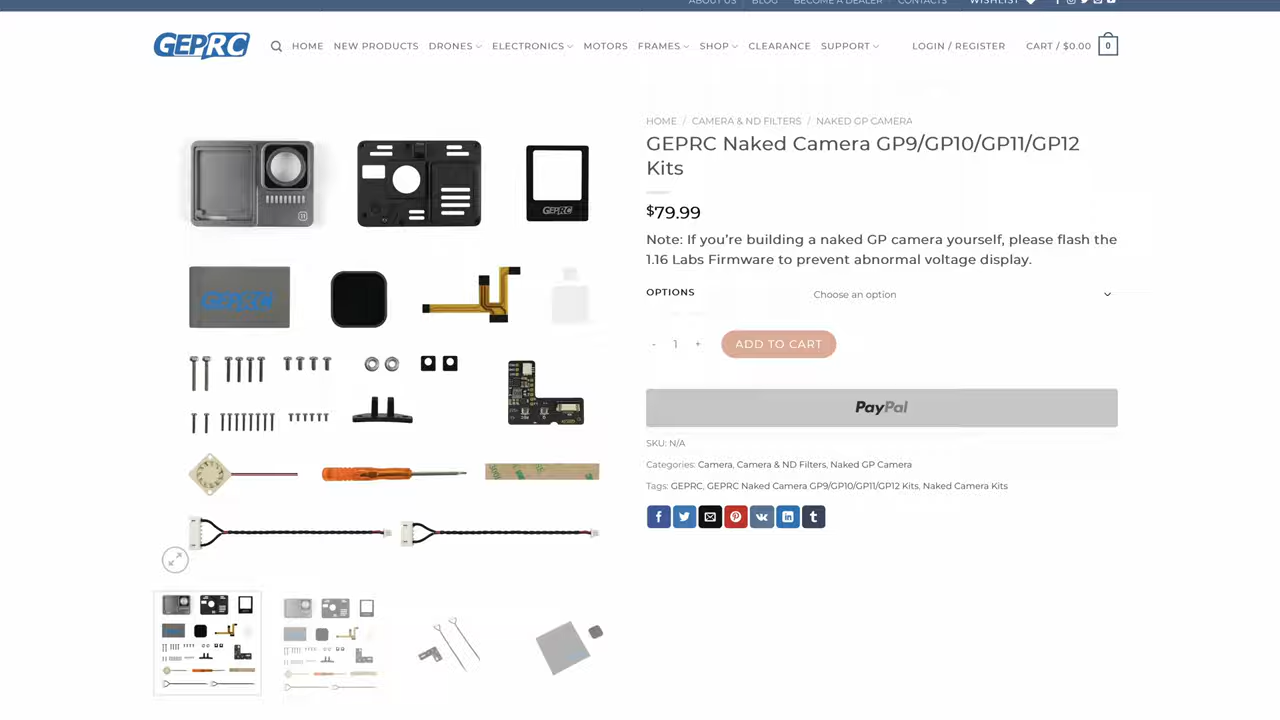 ABOUT US
BLOG
BECOME A DEALER
CONTACTS
WISHLIST
GEPRC
HOME
NEW PRODUCTS
DRONES
ELECTRONICS
MOTORS
FRAMES
SHOP
CLEARANCE
SUPPORT
LOGIN / REGISTER
CART / $0.00
0
HOME / CAMERA & ND FILTERS / NAKED GP CAMERA
GEPRC Naked Camera GP9/GP10/GP11/GP12
Kits
$79.99
Note: If you’re building a naked GP camera yourself, please flash the
1.16 Labs Firmware to prevent abnormal voltage display.
OPTIONS
Choose an option
- 1 +
ADD TO CART
PayPal
SKU: N/A
Categories: Camera, Camera & ND Filters, Naked GP Camera
Tags: GEPRC, GEPRC Naked Camera GP9/GP10/GP11/GP12 Kits, Naked Camera Kits
GEPRC
GEPRC